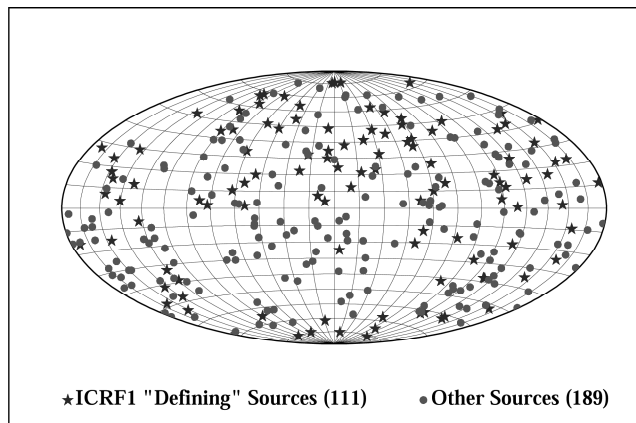 ★ICRF1 "Defining" Sources (111) ●Other Sources (189)